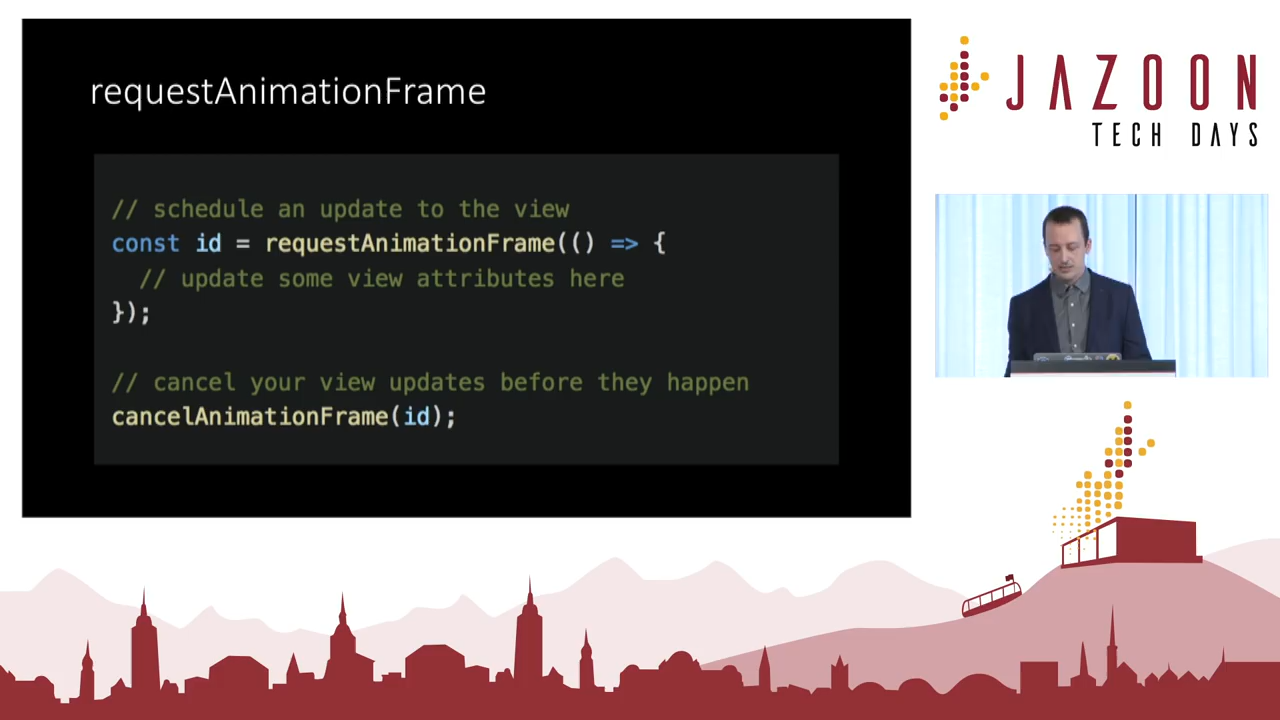 requestAnimationFrame
// schedule an update to the view
const id = requestAnimationFrame(() => {
// update some view attributes here
});
// cancel your view updates before they happen
cancelAnimationFrame(id);
JAZOON
TECH DAYS